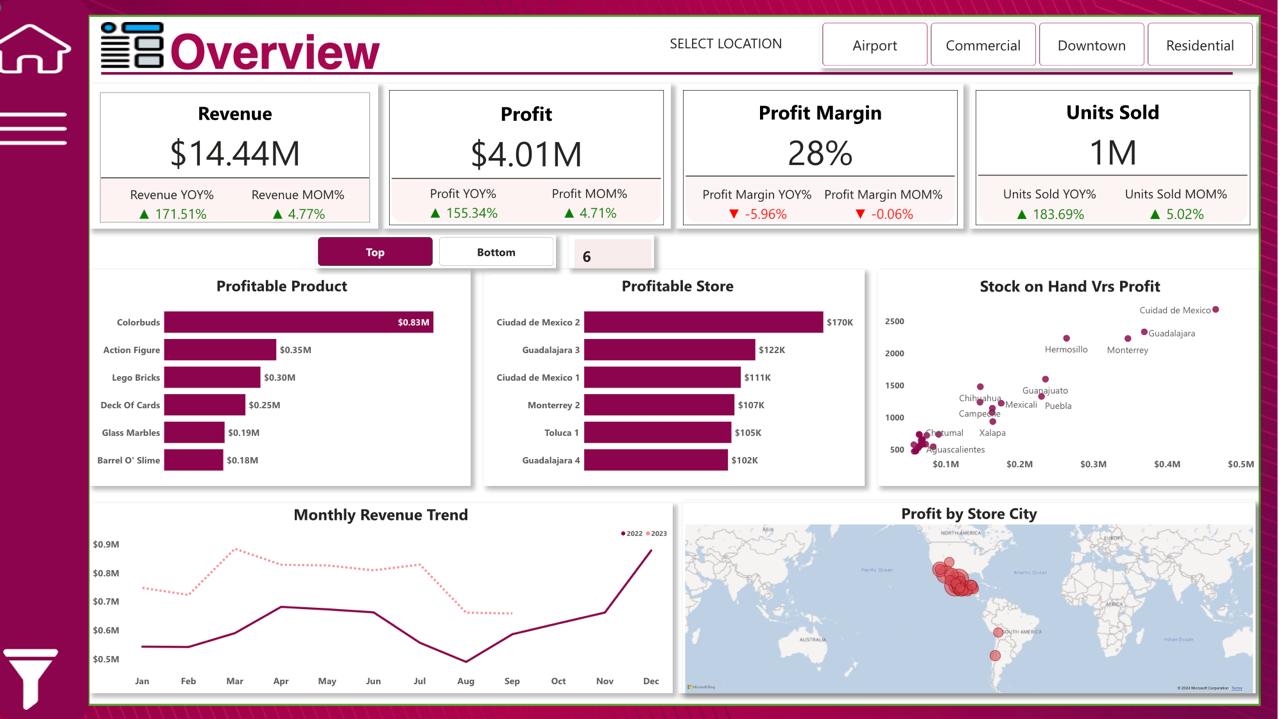 Overview
SELECT LOCATION
Airport
Commercial
Downtown
Residential
Revenue
$14.44M
Revenue YOY%
Revenue MOM%
▲ 171.51%
▲ 4.77%
Profit
$4.01M
Profit YOY%
Profit MOM%
▲ 155.34%
▲ 4.71%
Profit Margin
28%
Profit Margin YOY%
Profit Margin MOM%
▼ -5.96%
▼ -0.06%
Units Sold
1M
Units Sold YOY%
Units Sold MOM%
▲ 183.69%
▲ 5.02%
Top
Bottom
6
Profitable Product
Colorbuds $0.83M
Action Figure $0.35M
Lego Bricks $0.30M
Deck Of Cards $0.25M
Glass Marbles $0.19M
Barrel O' Slime $0.18M
Profitable Store
Ciudad de Mexico 2 $170K
Guadalajara 3 $122K
Ciudad de Mexico 1 $111K
Monterrey 2 $107K
Toluca 1 $105K
Guadalajara 4 $102K
Stock on Hand Vrs Profit
2500
2000
1500
1000
500
Cuidad de Mexico
Guadalajara
Hermosillo
Monterrey
Guanajuato
Chihuahua
Mexicali
Puebla
Campeche
Chetumal
Xalapa
Aguascalientes
$0.1M $0.2M $0.3M $0.4M $0.5M
Monthly Revenue Trend
2022 2023
$0.9M
$0.8M
$0.7M
$0.6M
$0.5M
Jan Feb Mar Apr May Jun Jul Aug Sep Oct Nov Dec
Profit by Store City
ASIA
NORTH AMERICA
EUROPE
Pacific Ocean
Atlantic Ocean
AFRICA
AUSTRALIA
SOUTH AMERICA
Indian Ocean
Microsoft Bing
Microsoft Corporation
Terms